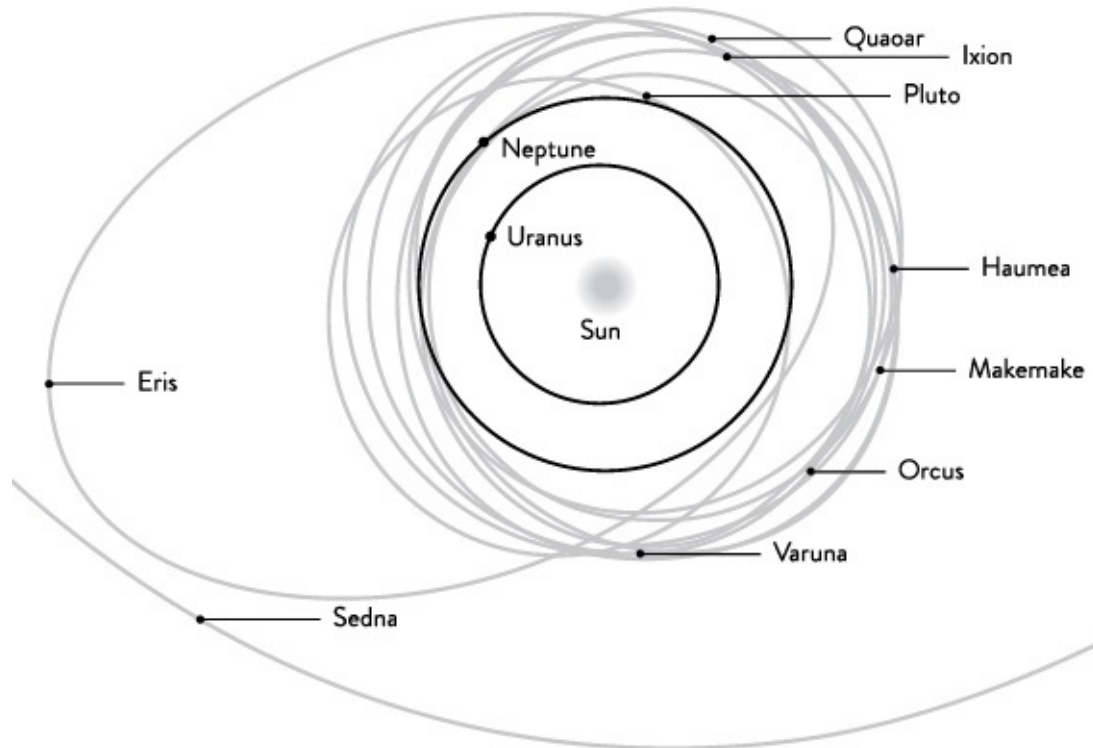 Quaoar
Ixion
Pluto
Neptune
Uranus
Haumea
Sun
Makemake
Eris
Orcus
Varuna
Sedna